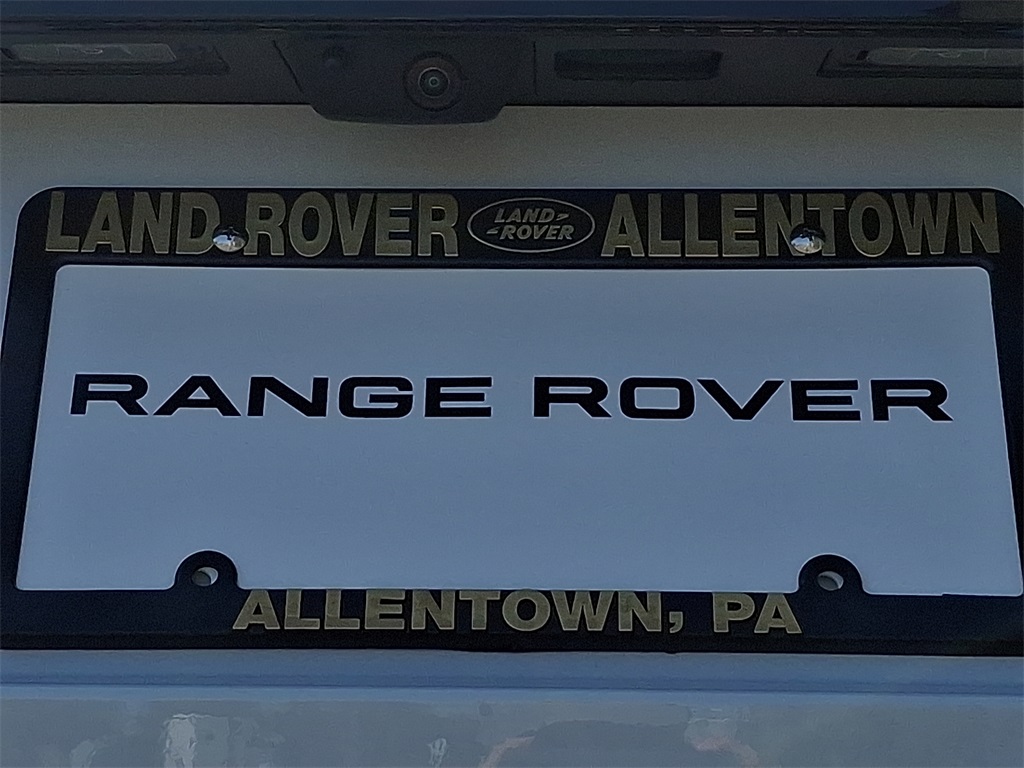 LAND ROVER LAND-ROVER ALLENTOWN
RANGE ROVER
ALLENTOWN, PA